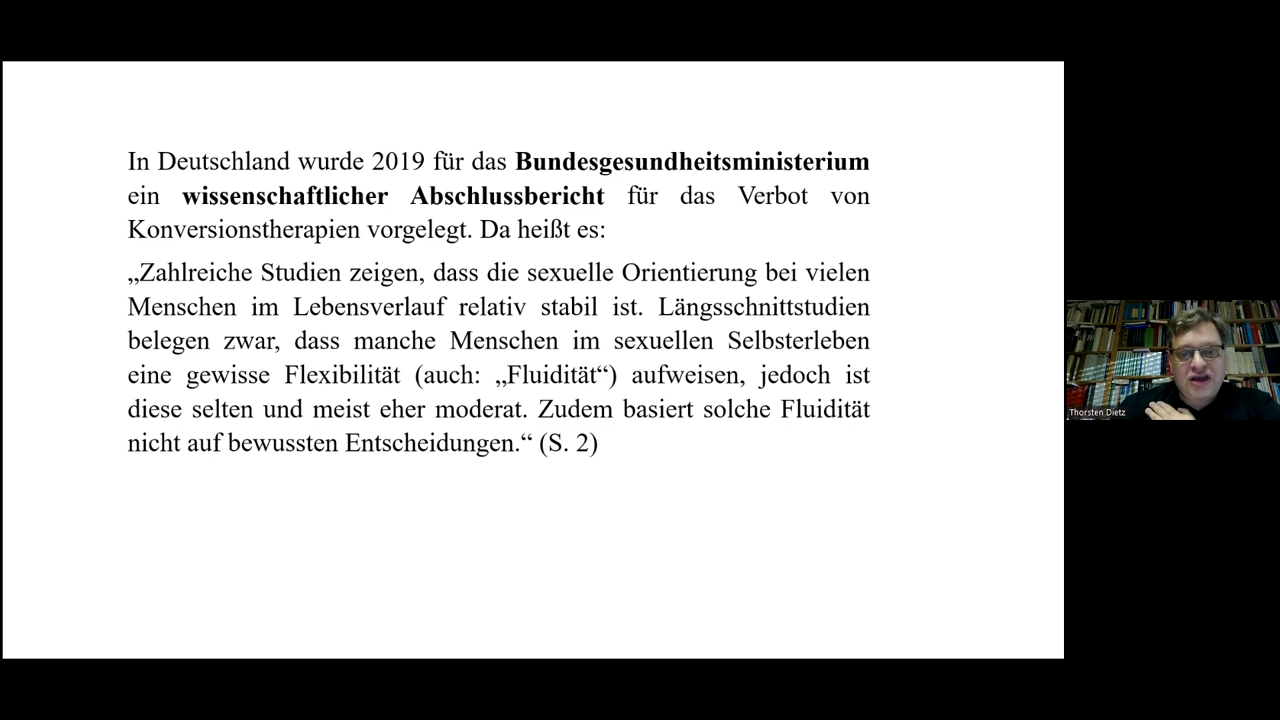 In Deutschland wurde 2019 für das Bundesgesundheitsministerium
ein wissenschaftlicher Abschlussbericht für das Verbot von
Konversionstherapien vorgelegt. Da heißt es:
„Zahlreiche Studien zeigen, dass die sexuelle Orientierung bei vielen
Menschen im Lebensverlauf relativ stabil ist. Längsschnittstudien
belegen zwar, dass manche Menschen im sexuellen Selbsterleben
eine gewisse Flexibilität (auch: „Fluidität“) aufweisen, jedoch ist
diese selten und meist eher moderat. Zudem basiert solche Fluidität
nicht auf bewussten Entscheidungen.“ (S. 2)
Thorsten Dietz